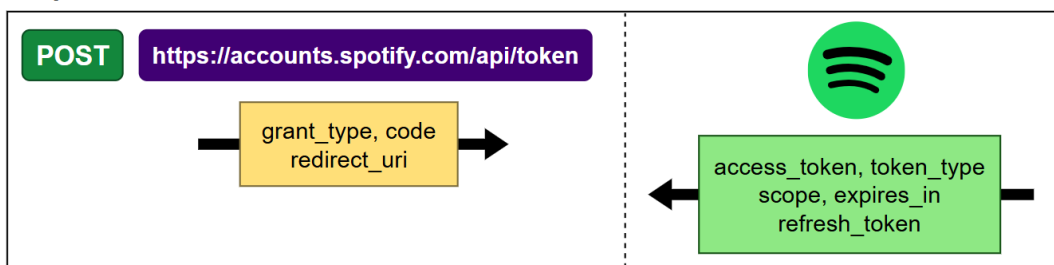 POST
https://accounts.spotify.com/api/token
grant_type, code
redirect_uri
access_token, token_type
scope, expires_in
refresh_token